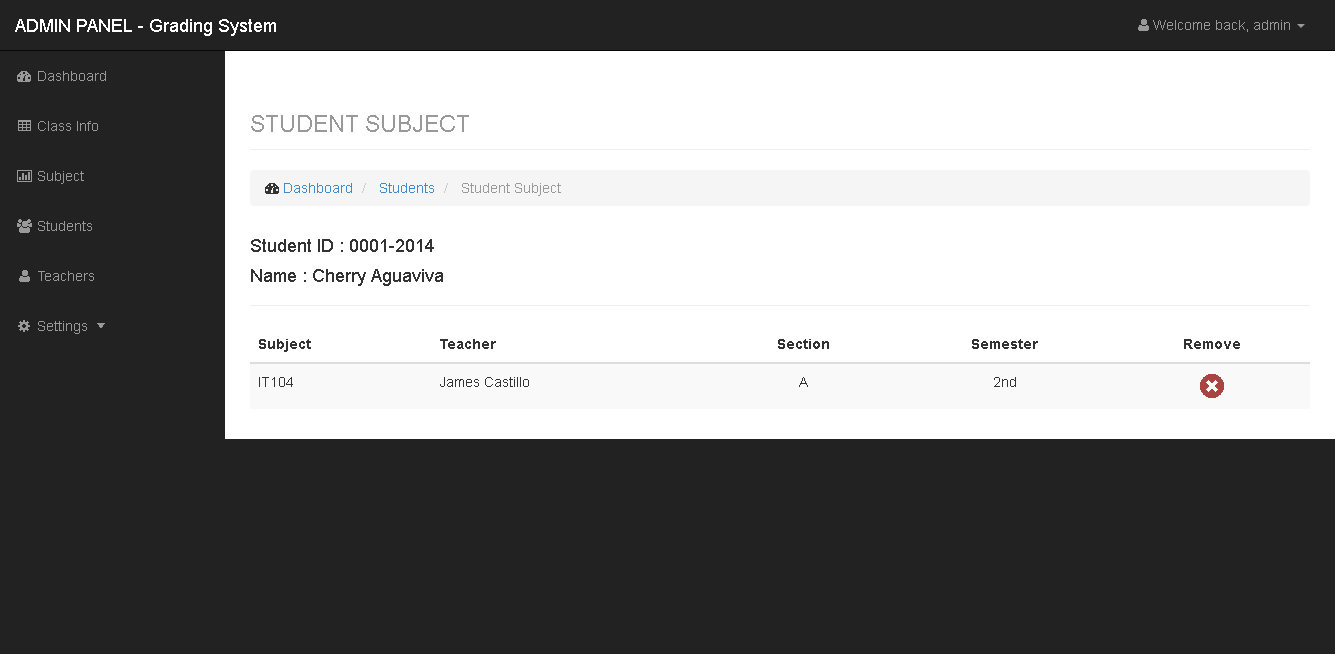 ADMIN PANEL - Grading System
Welcome back, admin
Dashboard
Class Info
Subject
Students
Teachers
Settings
STUDENT SUBJECT
Dashboard / Students / Student Subject
Student ID : 0001-2014
Name : Cherry Aguaviva
Subject Teacher Section Semester Remove
IT104 James Castillo A 2nd